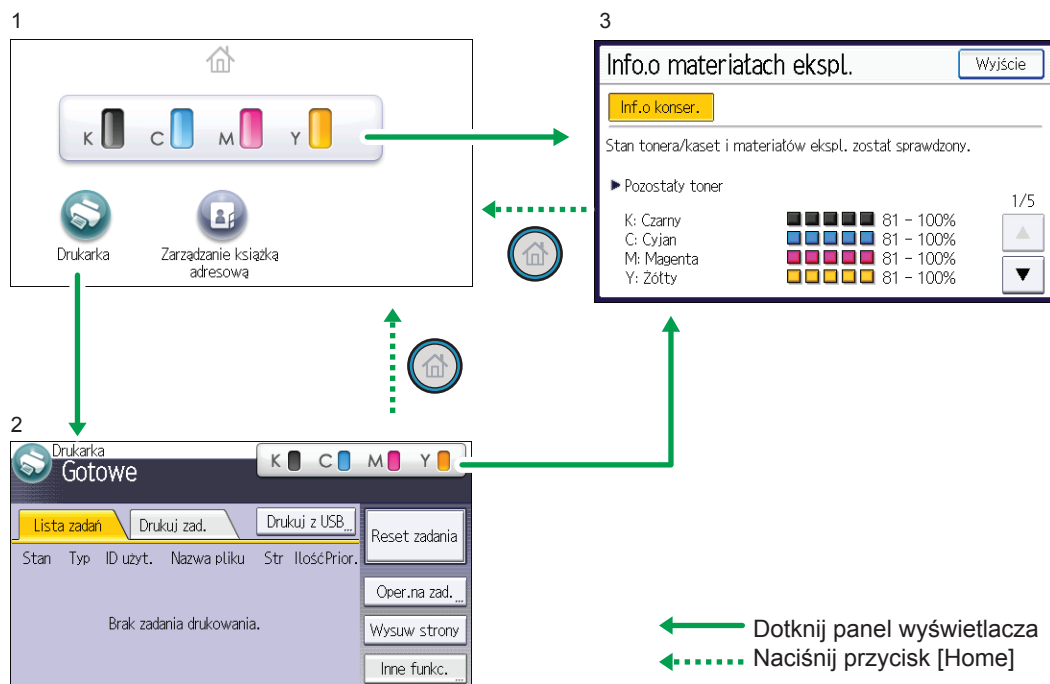 1
K C M Y
Drukarka
Zarządzanie książką
adresową
3
Info.o materiałach ekspl.
Wyjście
Inf.o konser.
Stan tonera/kaset i materiałów ekspl. został sprawdzony.
Pozostały toner
1/5
K: Czarny 81 - 100%
C: Cyjan 81 - 100%
M: Magenta 81 - 100%
Y: Żółty 81 - 100%
2
Drukarka
Gotowe
K C M Y
Lista zadań Drukuj zad. Drukuj z USB...
Reset zadania
Stan Typ ID użyt. Nazwa pliku Str Ilość Prior.
Oper.na zad. ...
Brak zadania drukowania.
Wysuw strony
Inne funkc. ...
Dotknij panel wyświetlacza
Naciśnij przycisk [Home]